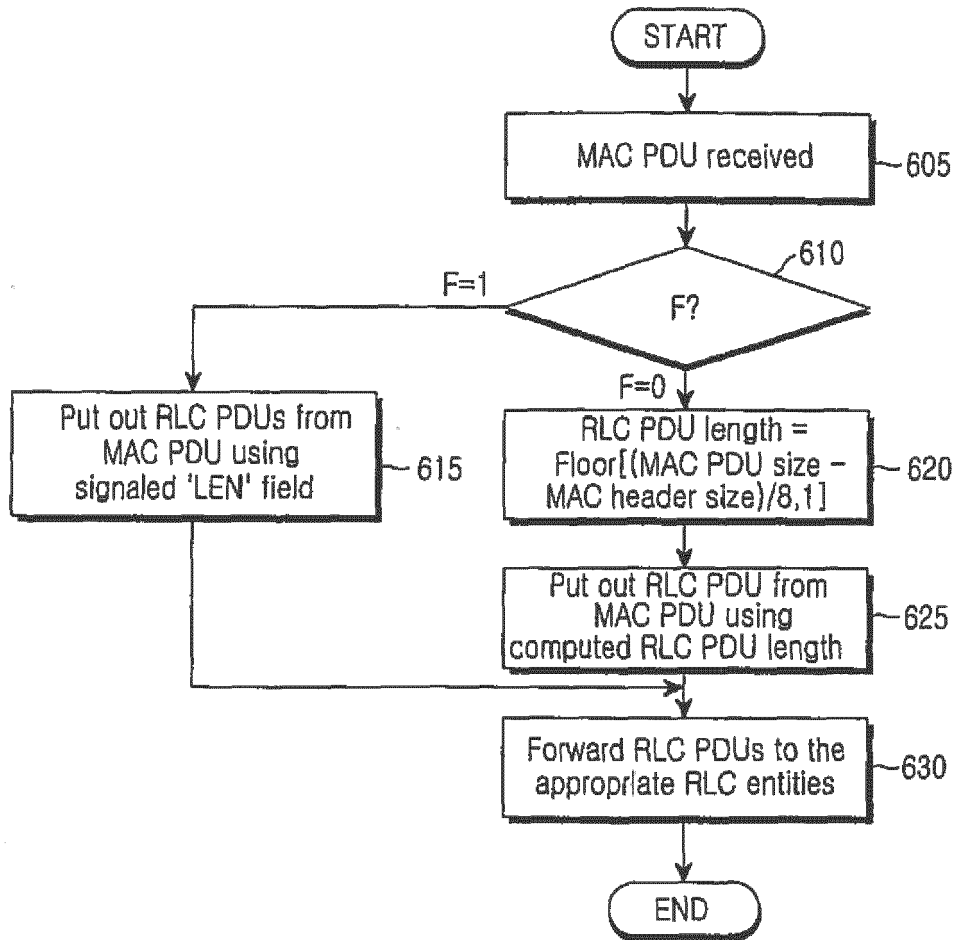 START
MAC PDU received
605
610
F=1
F?
F=0
Put out RLC PDUs from
MAC PDU using
signaled 'LEN' field
615
RLC PDU length =
Floor[(MAC PDU size –
MAC header size)/8,1]
620
Put out RLC PDU from
MAC PDU using
computed RLC PDU length
625
Forward RLC PDUs to the
appropriate RLC entities
630
END